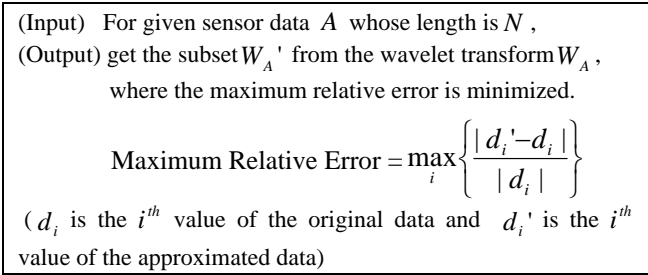 (Input) For given sensor data A whose length is N ,
(Output) get the subset W_A ' from the wavelet transform W_A ,
where the maximum relative error is minimized.
Maximum Relative Error = max_i { | d_i '− d_i | / | d_i | }
( d_i is the i^th value of the original data and d_i ' is the i^th
value of the approximated data)